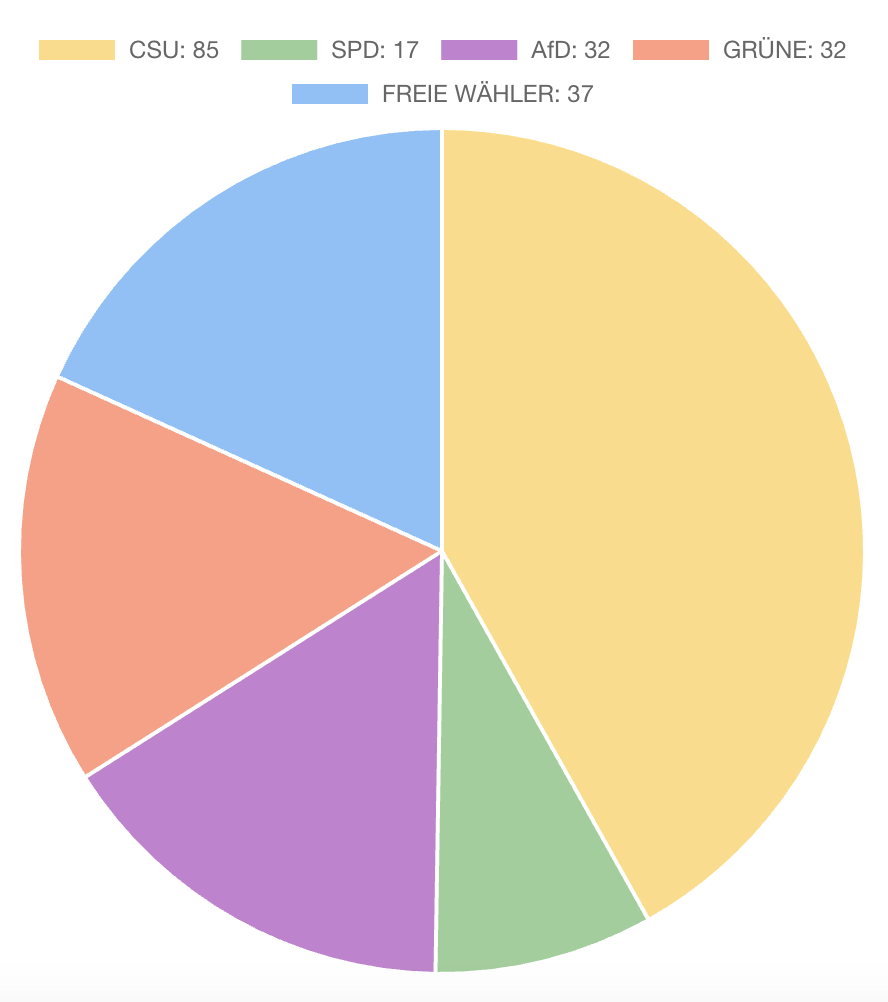 CSU: 85 SPD: 17 AfD: 32 GRÜNE: 32
FREIE WÄHLER: 37